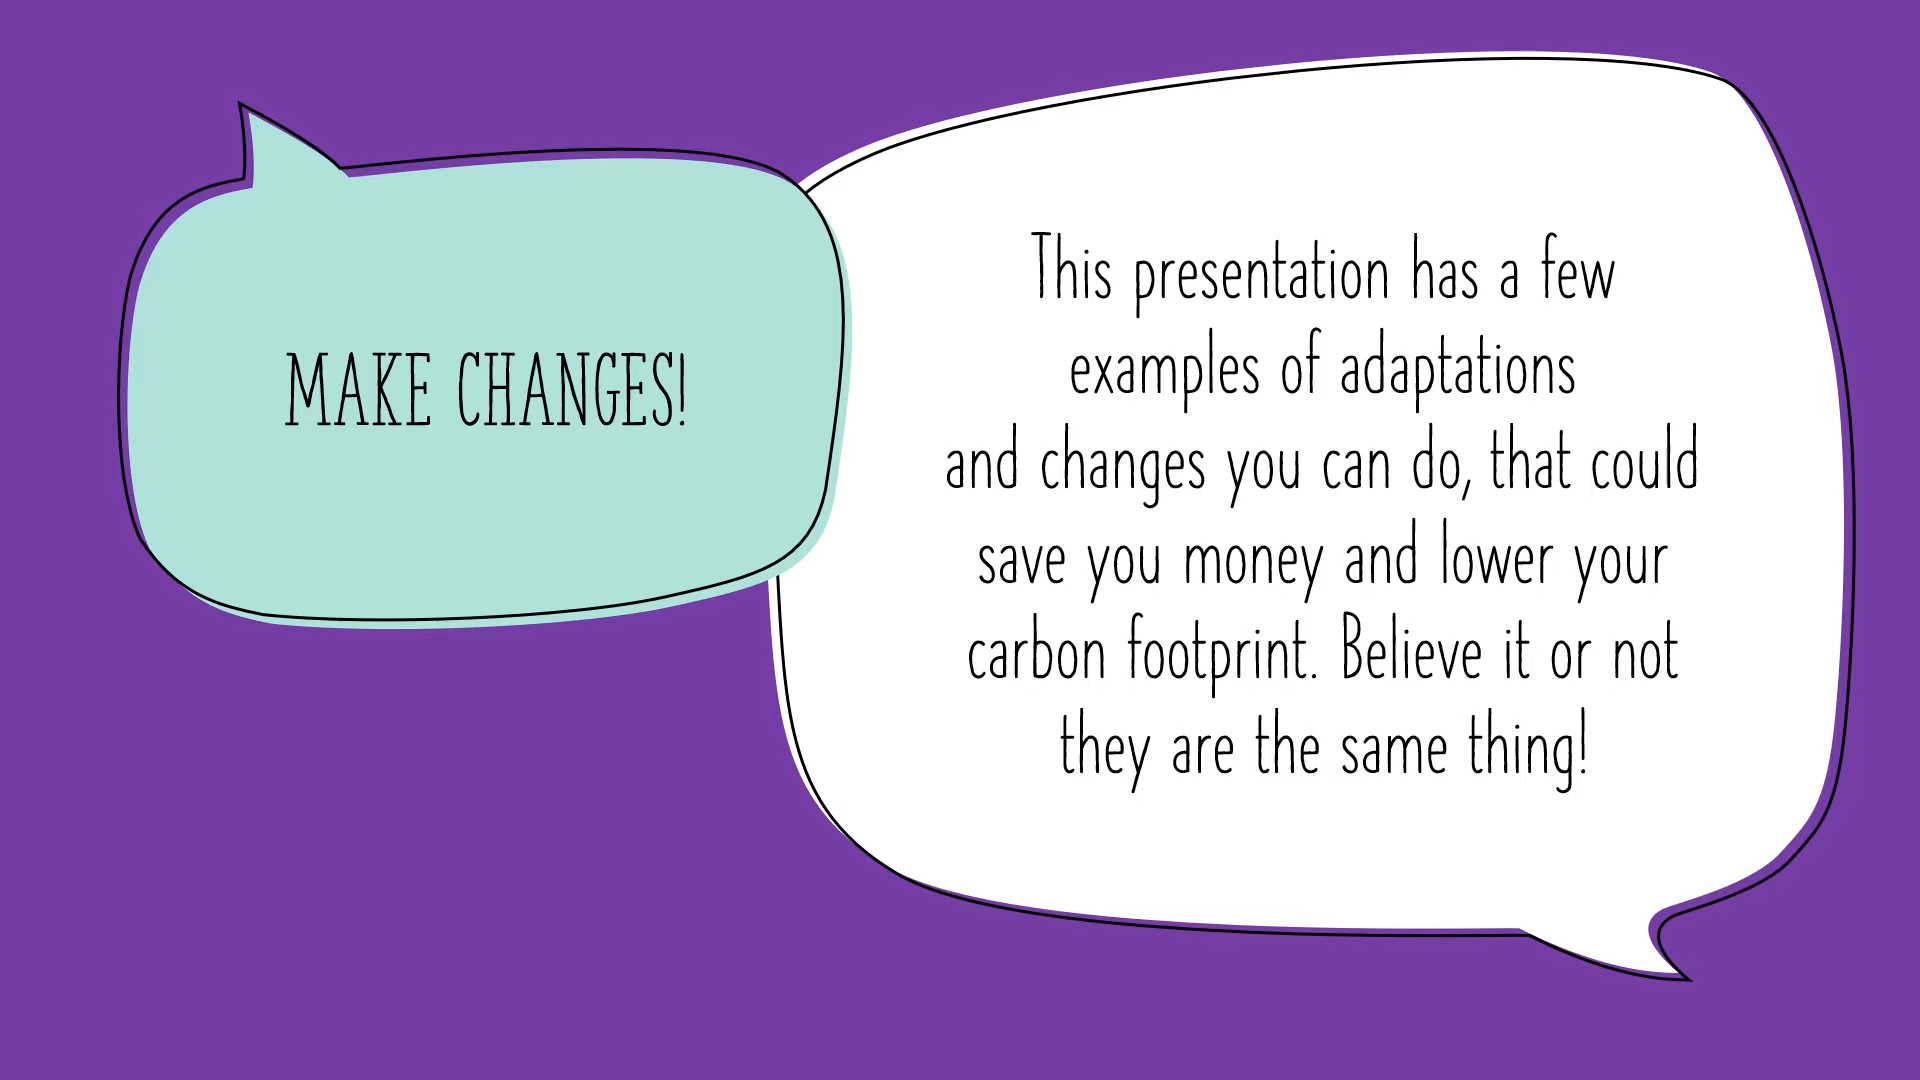 MAKE CHANGES!
This presentation has a few
examples of adaptations
and changes you can do, that could
save you money and lower your
carbon footprint. Believe it or not
they are the same thing!